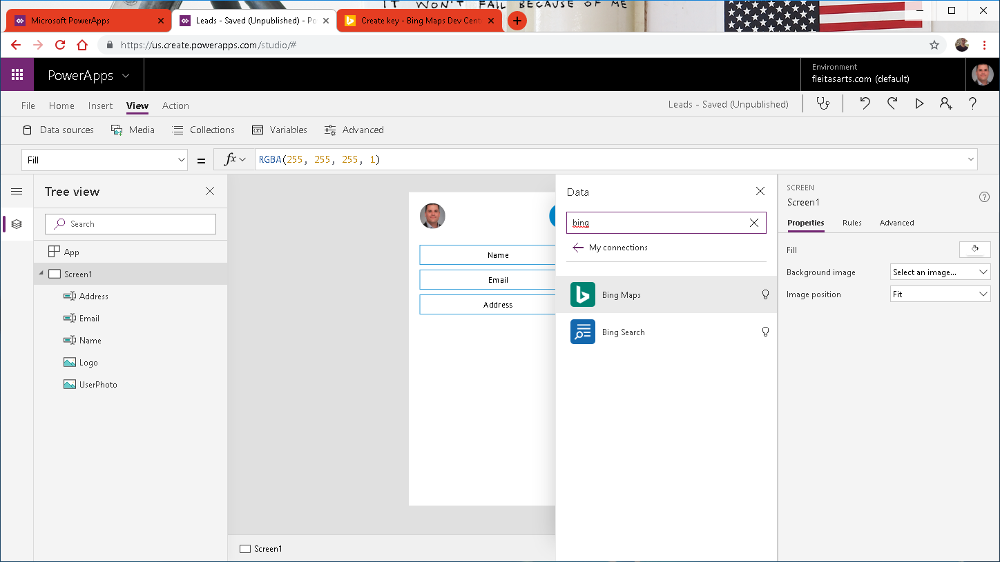 IT WON'T FAIL BECAUSE OF ME
Microsoft PowerApps
Leads - Saved (Unpublished) - Po
Create key - Bing Maps Dev Cent
https://us.create.powerapps.com/studio/#
PowerApps
Environment
fleitasarts.com (default)
File Home Insert View Action
Leads - Saved (Unpublished)
Data sources Media Collections Variables Advanced
Fill = fx RGBA(255, 255, 255, 1)
Tree view
Search
App
Screen1
Address
Email
Name
Logo
UserPhoto
Name
Email
Address
Screen1
Data
bing
My connections
Bing Maps
Bing Search
SCREEN
Screen1
Properties Rules Advanced
Fill
Background image Select an image...
Image position Fit